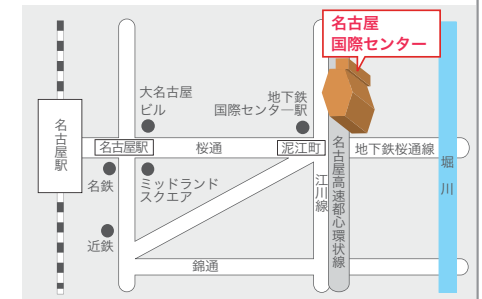 名古屋
国際センター
大名古屋
ビル
地下鉄
国際センター駅
名古屋駅
名古屋駅
桜通
泥江町
地下鉄桜通線
名鉄
ミッドランド
スクエア
江川線
名古屋高速都心環状線
堀川
近鉄
錦通